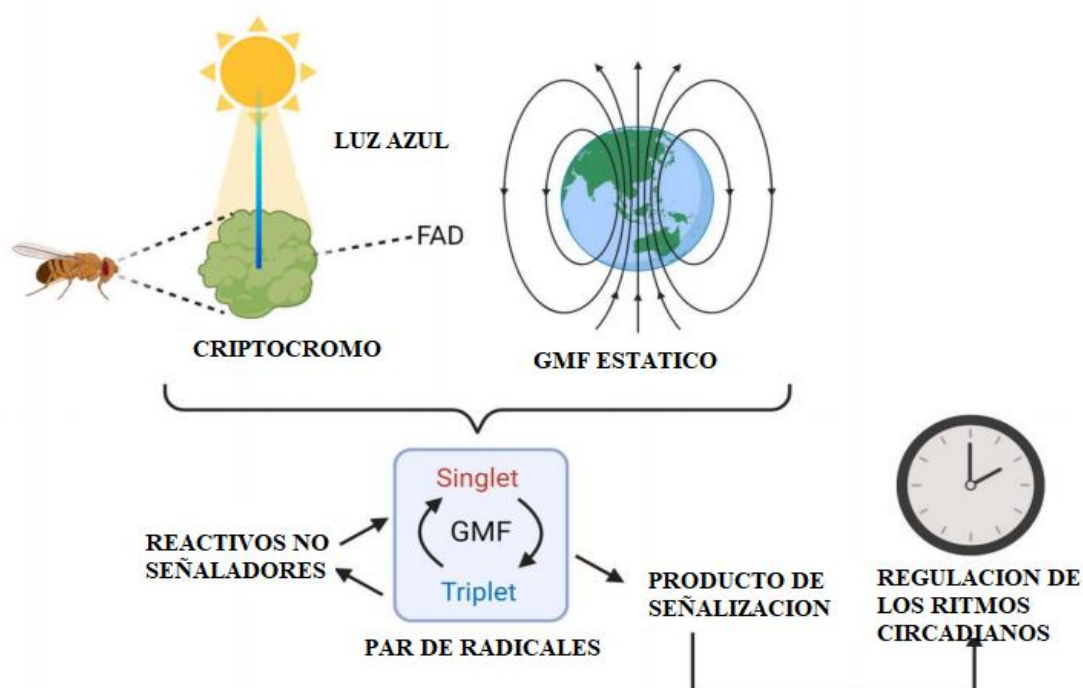 LUZ AZUL
FAD
CRIPTOCROMO
GMF ESTATICO
Singlet
GMF
Triplet
REACTIVOS NO
SEÑALADORES
PAR DE RADICALES
PRODUCTO DE
SEÑALIZACION
REGULACION DE
LOS RITMOS
CIRCADIANOS